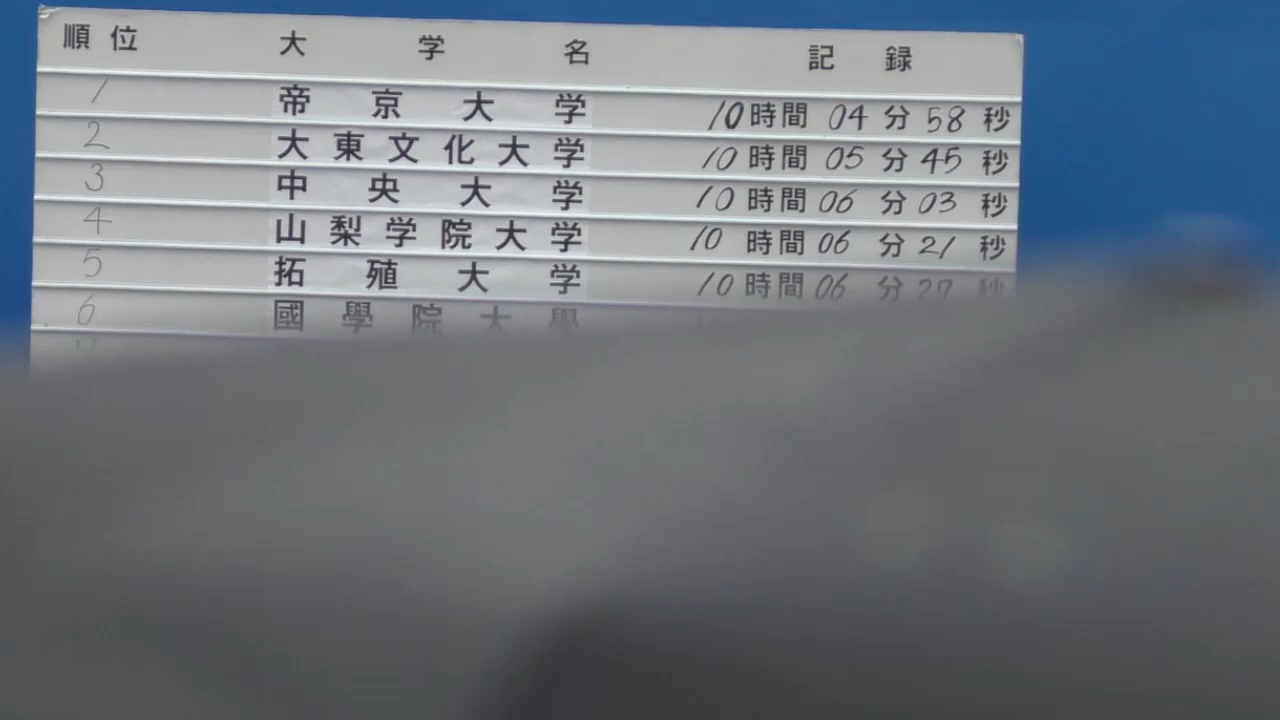 順位 大学名 記録
1 帝京大学 10時間04分58秒
2 大東文化大学 10時間05分45秒
3 中央大学 10時間06分03秒
4 山梨学院大学 10時間06分21秒
5 拓殖大学 10時間06分27秒
6 國學院大學